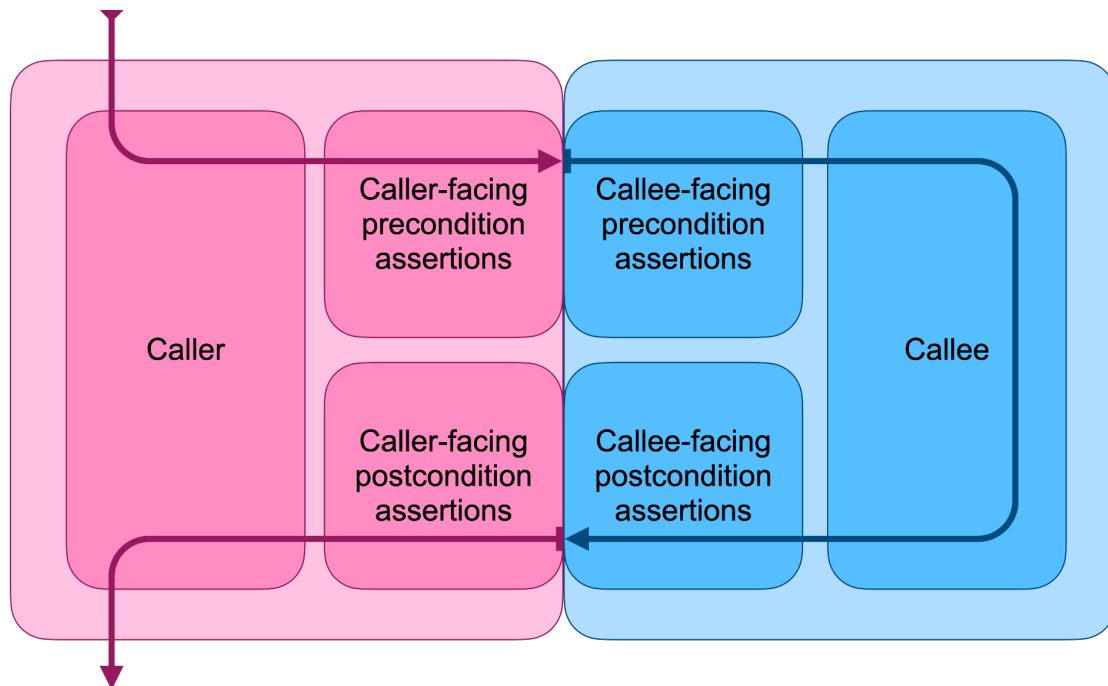 Caller-facing
precondition
assertions
Callee-facing
precondition
assertions
Caller
Callee
Caller-facing
postcondition
assertions
Callee-facing
postcondition
assertions